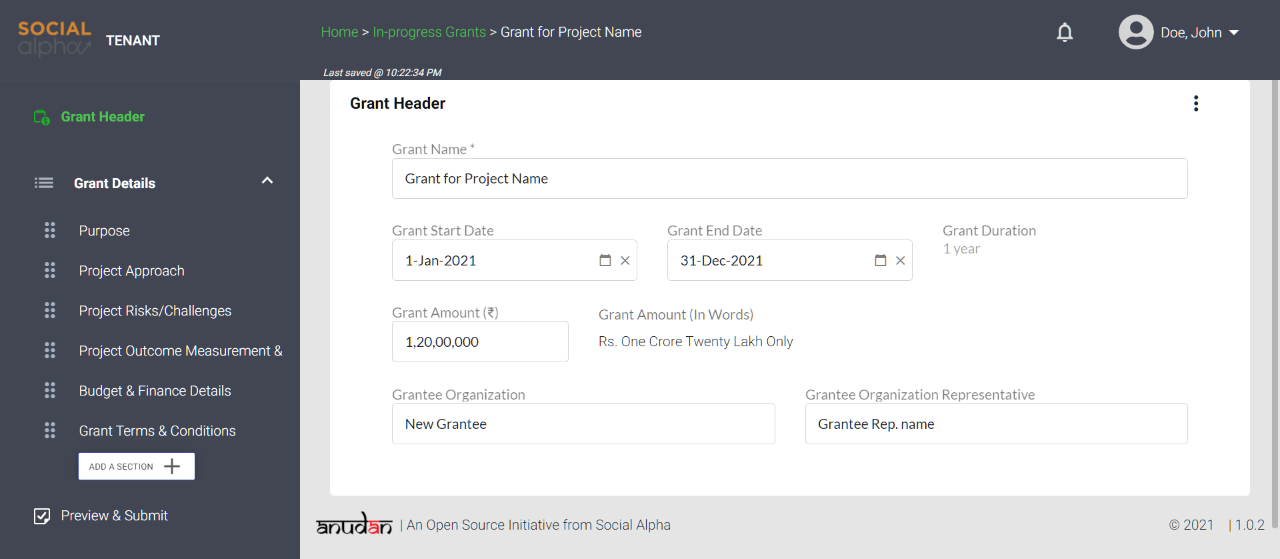 SOCIAL
alpha
TENANT
Home > In-progress Grants > Grant for Project Name
Doe, John
Last saved @ 10:22:34 PM
Grant Header
Grant Details
Purpose
Project Approach
Project Risks/Challenges
Project Outcome Measurement &
Budget & Finance Details
Grant Terms & Conditions
ADD A SECTION
Preview & Submit
Grant Header
Grant Name *
Grant for Project Name
Grant Start Date
1-Jan-2021
Grant End Date
31-Dec-2021
Grant Duration
1 year
Grant Amount (₹)
1,20,00,000
Grant Amount (In Words)
Rs. One Crore Twenty Lakh Only
Grantee Organization
New Grantee
Grantee Organization Representative
Grantee Rep. name
anudan | An Open Source Initiative from Social Alpha
© 2021 | 1.0.2